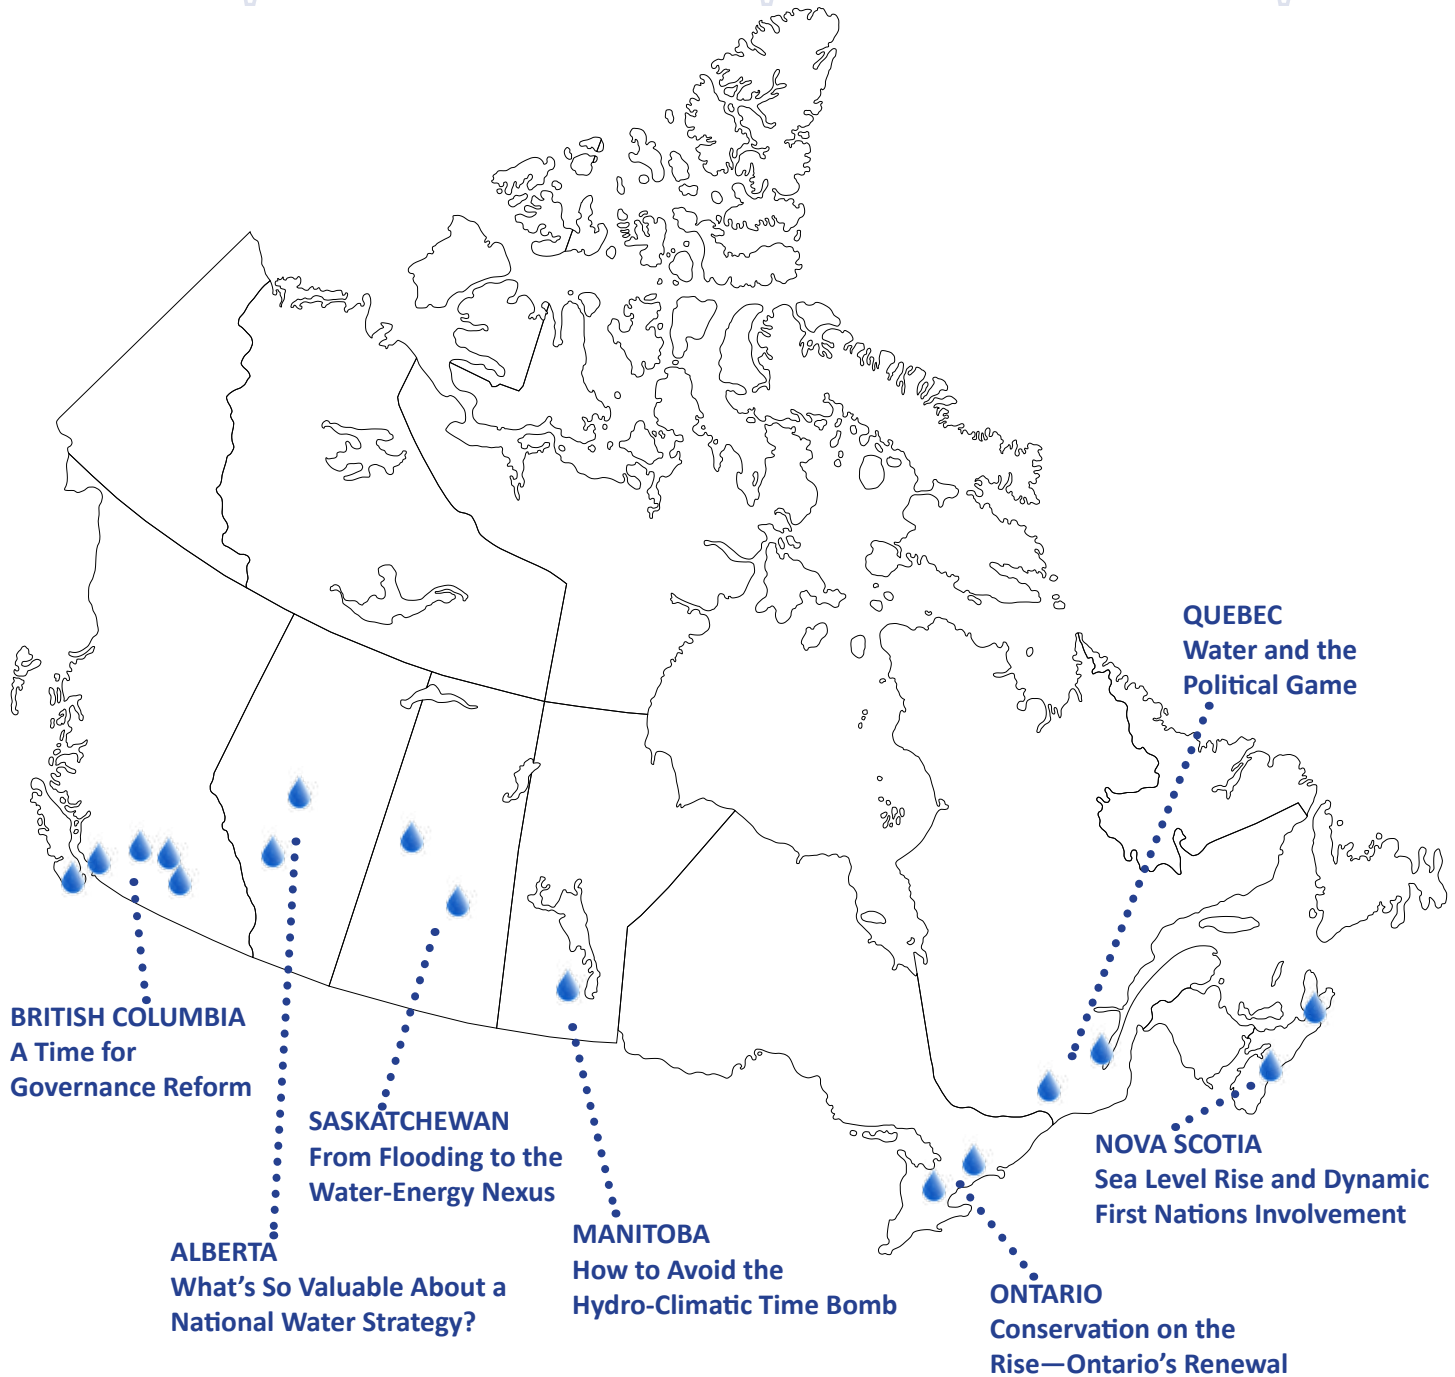 QUEBEC
Water and the
Political Game
BRITISH COLUMBIA
A Time for
Governance Reform
SASKATCHEWAN
From Flooding to the
Water-Energy Nexus
NOVA SCOTIA
Sea Level Rise and Dynamic
First Nations Involvement
ALBERTA
What’s So Valuable About a
National Water Strategy?
MANITOBA
How to Avoid the
Hydro-Climatic Time Bomb
ONTARIO
Conservation on the
Rise—Ontario’s Renewal